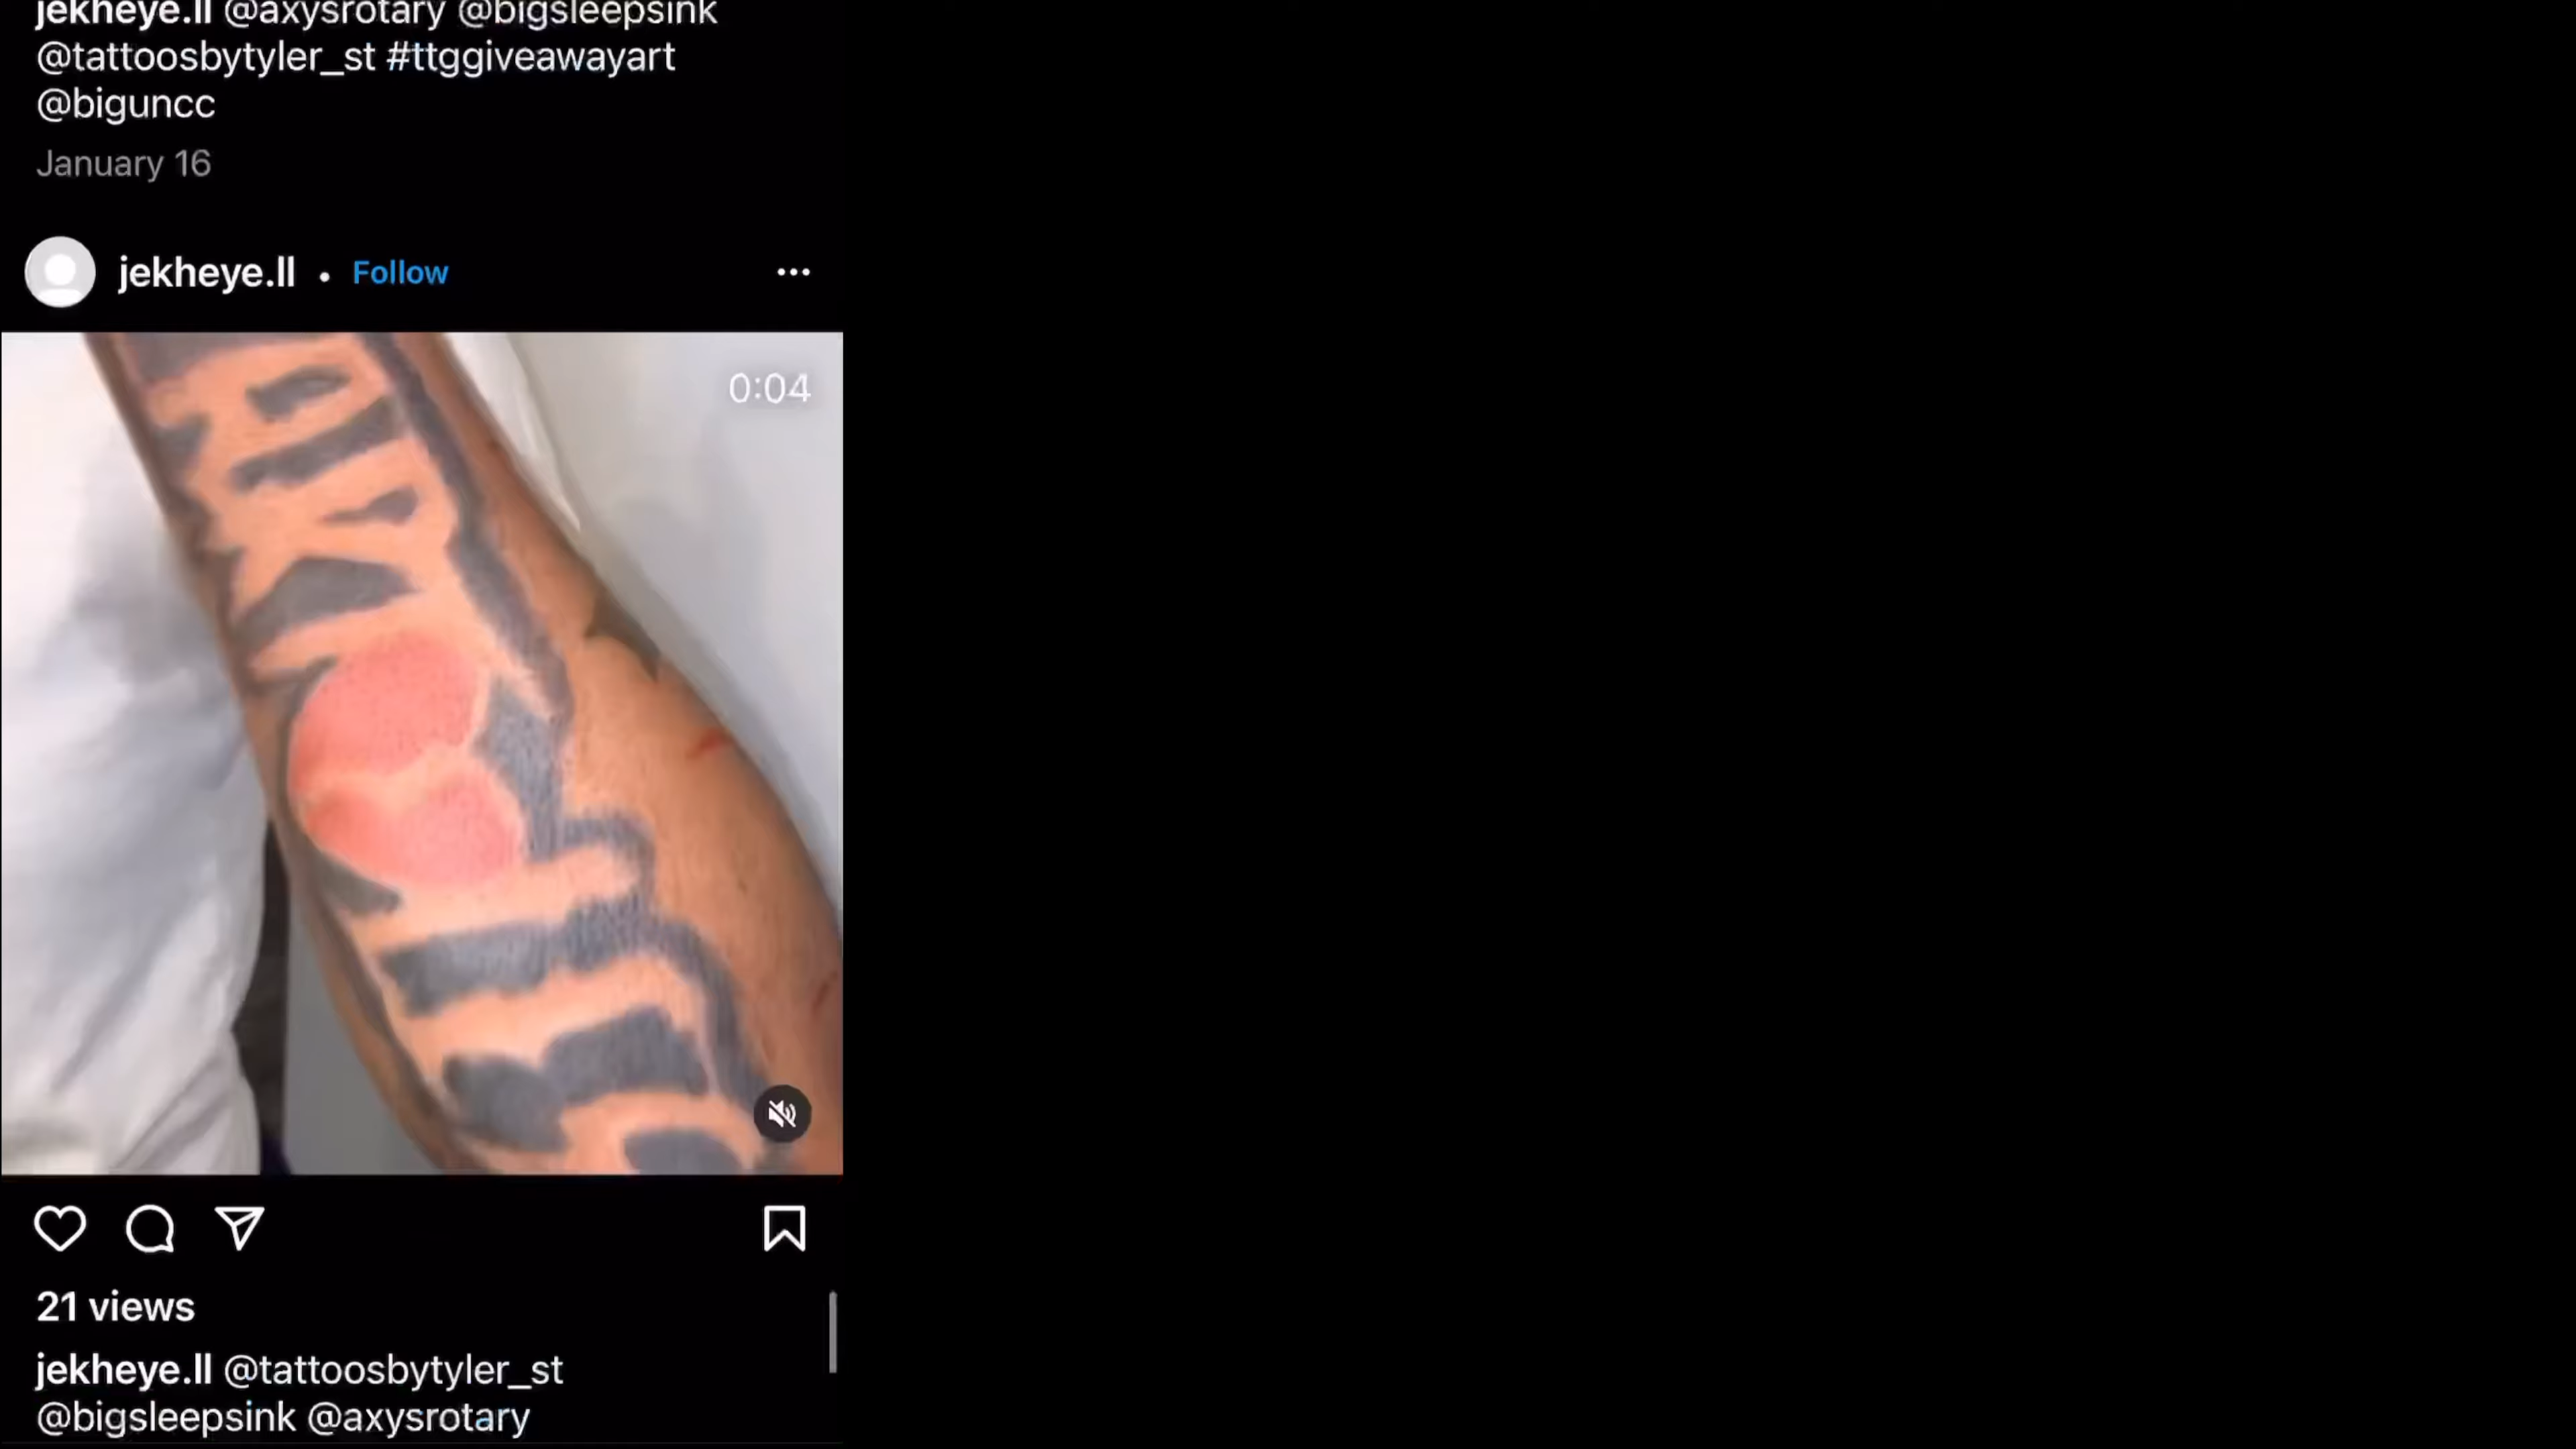 jekheye.ll @axysrotary @bigsleepsink
@tattoosbytyler_st #ttggiveawayart
@biguncc
January 16
jekheye.ll • Follow
0:04
21 views
jekheye.ll @tattoosbytyler_st
@bigsleepsink @axysrotary